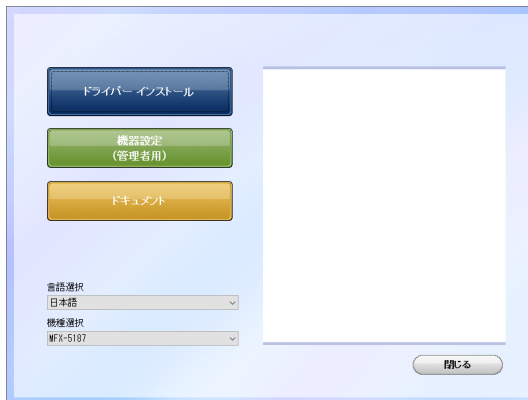 ドライバー インストール
機器設定
(管理者用)
ドキュメント
言語選択
日本語
機種選択
MFX-5187
閉じる